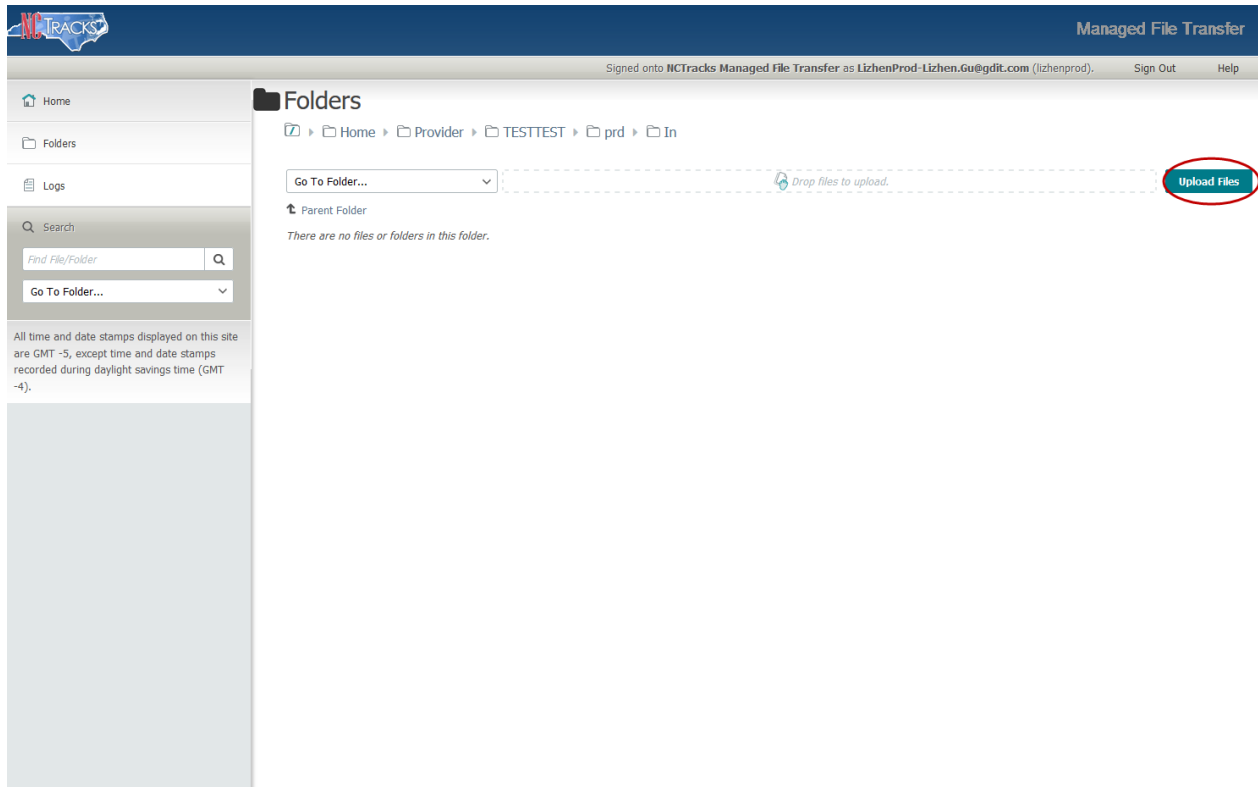 NCTRACKS
Managed File Transfer
Signed onto NCTracks Managed File Transfer as LizhenProd-Lizhen.Gu@gdit.com (lizhenprod). Sign Out Help
Home
Folders
Logs
Search
Find File/Folder
Go To Folder...
All time and date stamps displayed on this site
are GMT -5, except time and date stamps
recorded during daylight savings time (GMT
-4).
Folders
/ Home Provider TESTTEST prd In
Go To Folder... Drop files to upload. Upload Files
Parent Folder
There are no files or folders in this folder.